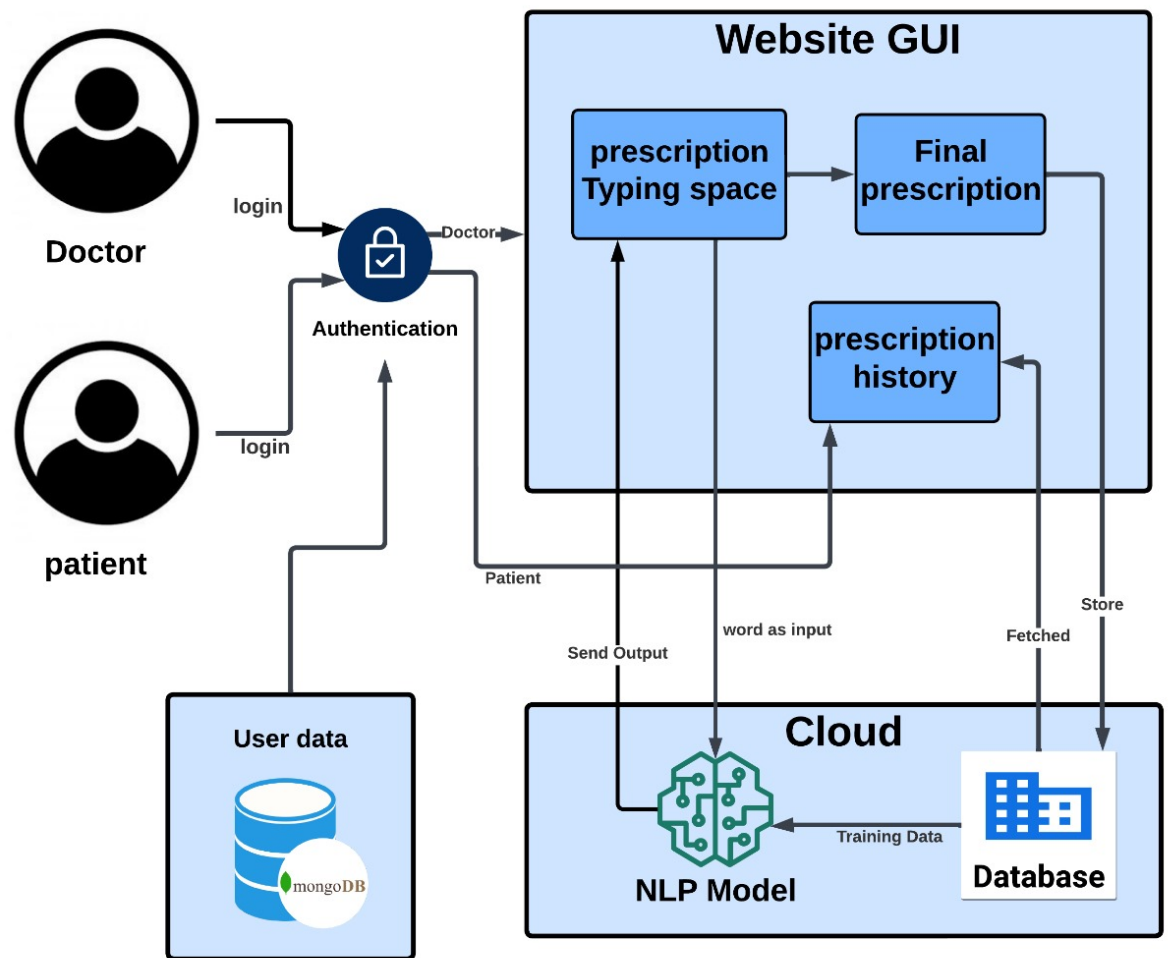 Website GUI
prescription
Typing space
Final
prescription
login
Doctor
Doctor
Authentication
prescription
history
login
patient
Patient
Store
word as input
Fetched
Send Output
User data
mongoDB
Cloud
Training Data
NLP Model
Database